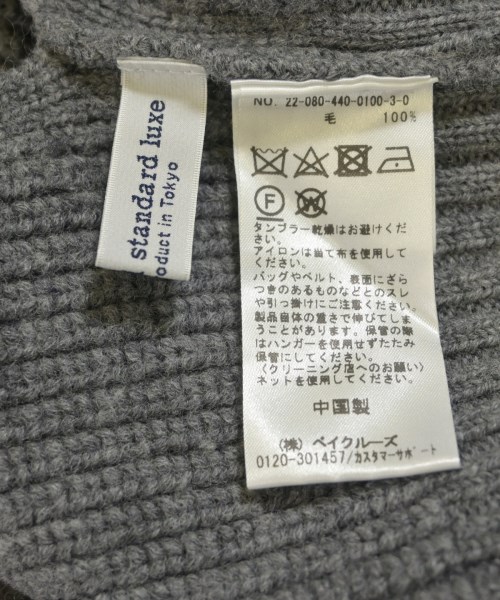 standard luxe
oduct in Tokyo
NO. 22-080-440-0100-3-0
毛 100%
F
W
タンブラー乾燥はお避けくだ
さい。
アイロンは当て布を使用して
ください。
バッグやベルト、表面にざら
つきのあるものなどとのスレ
や引っ掛けにご注意ください。
製品自体の重さで伸びてしま
うことがあります。保管の際
はハンガーを使用せずたたみ
保管にしてください。
〈クリーニング店へのお願い〉
ネットを使用してください。
中国製
(株) ベイクルーズ
0120-301457/カスタマーサポート